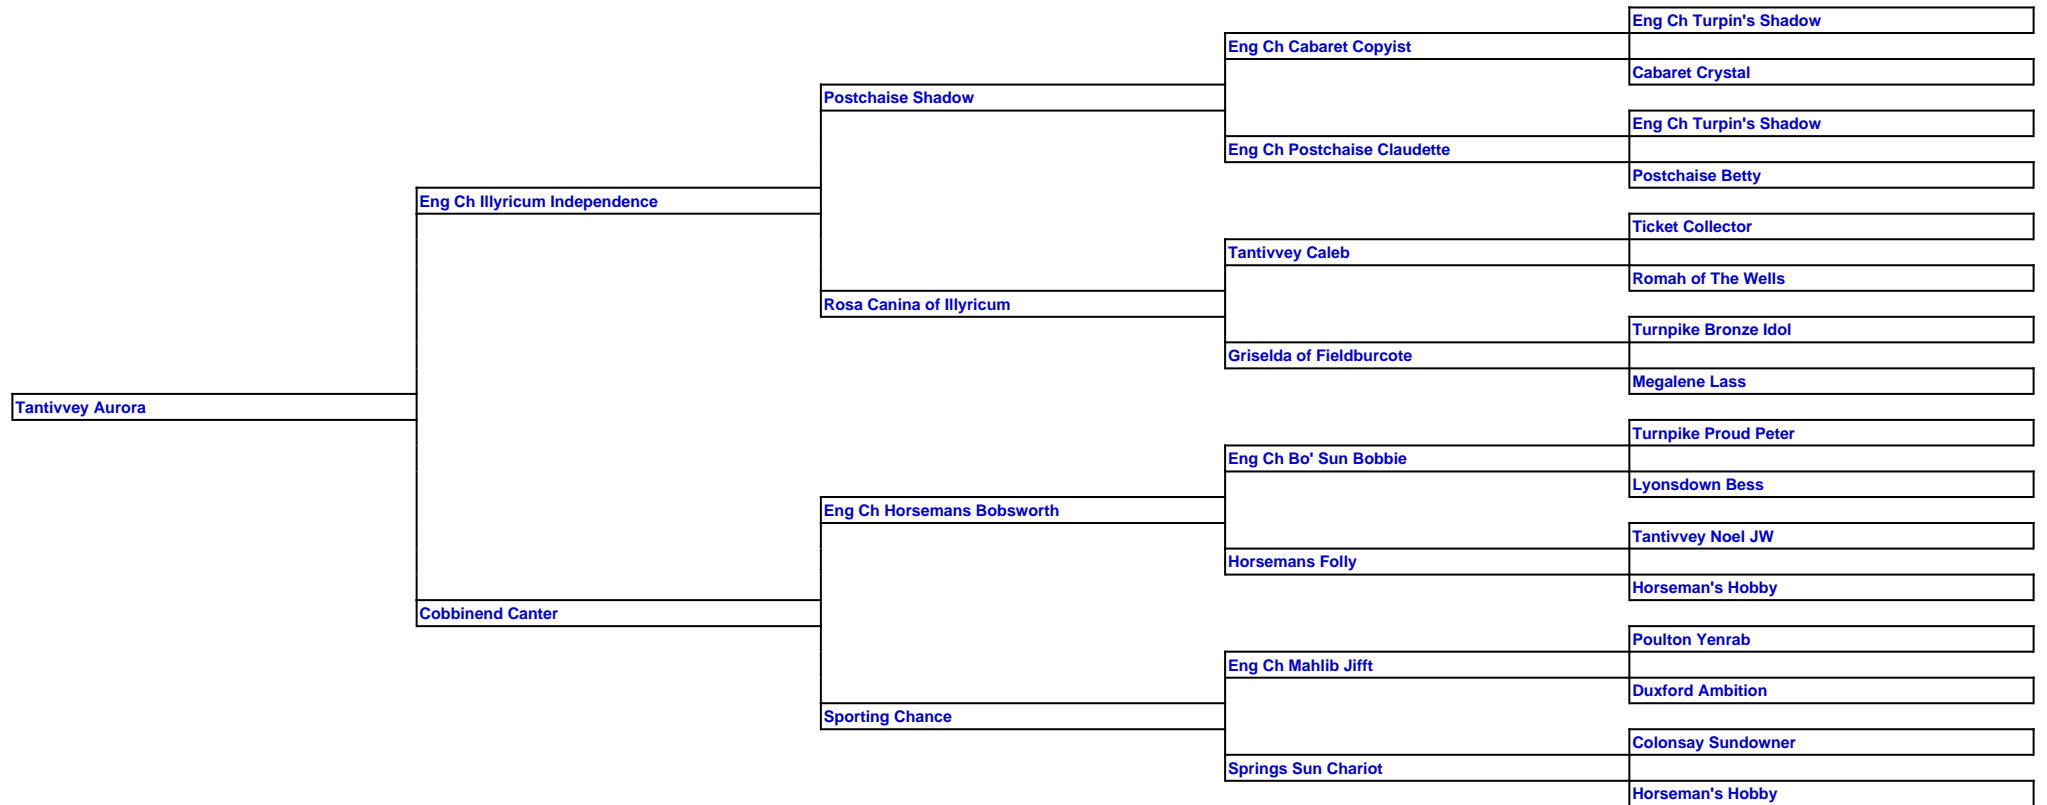 Eng Ch Turpin's Shadow
Eng Ch Cabaret Copyist
Cabaret Crystal
Postchaise Shadow
Eng Ch Turpin's Shadow
Eng Ch Postchaise Claudette
Postchaise Betty
Eng Ch Illyricum Independence
Ticket Collector
Tantivvey Caleb
Romah of The Wells
Rosa Canina of Illyricum
Turnpike Bronze Idol
Griselda of Fieldburcote
Megalene Lass
Tantivvey Aurora
Turnpike Proud Peter
Eng Ch Bo' Sun Bobbie
Lyonsdown Bess
Eng Ch Horsemans Bobsworth
Tantivvey Noel JW
Horsemans Folly
Horseman's Hobby
Cobbinend Canter
Poulton Yenrab
Eng Ch Mahlib Jifft
Duxford Ambition
Sporting Chance
Colonsay Sundowner
Springs Sun Chariot
Horseman's Hobby